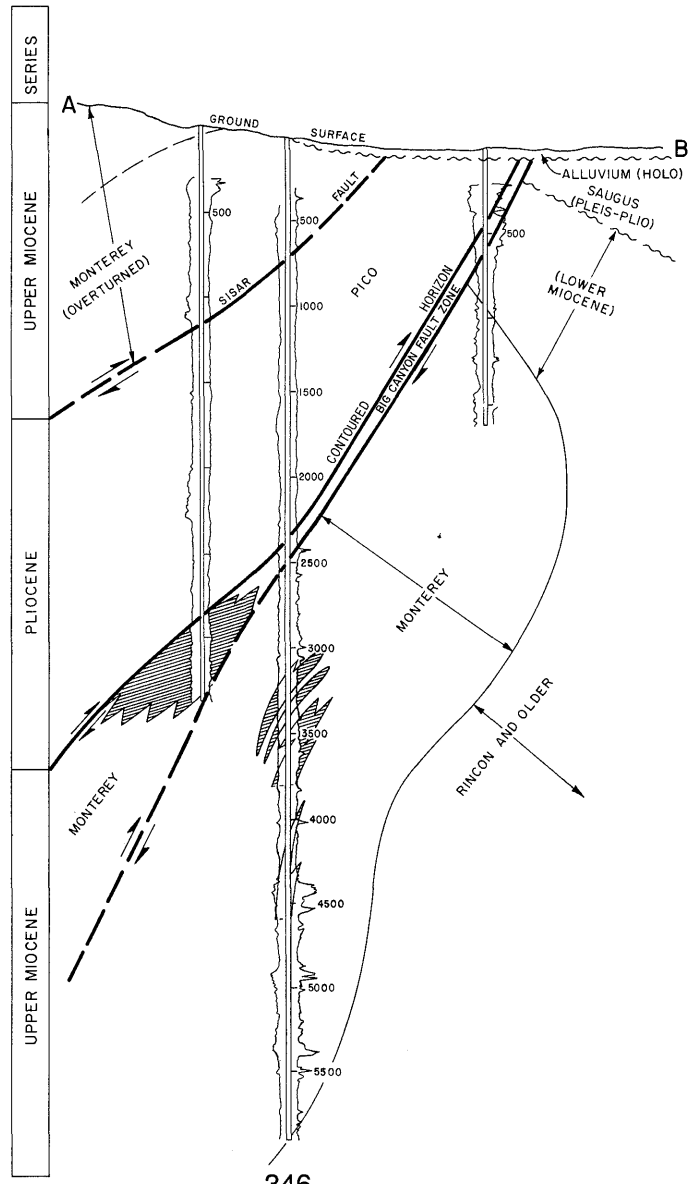 SERIES
UPPER MIOCENE
PLIOCENE
UPPER MIOCENE
A
GROUND
SURFACE
B
ALLUVIUM (HOLO)
SAUGUS
(PLEIS-PLIO)
500
500
500
FAULT
SISAR
MONTEREY
(OVERTURNED)
PICO
(LOWER
MIOCENE)
HORIZON
CONTOURED
BIG CANYON FAULT ZONE
1000
1500
2000
2500
3000
3500
4000
4500
5000
5500
MONTEREY
RINCON AND OLDER
MONTEREY
346